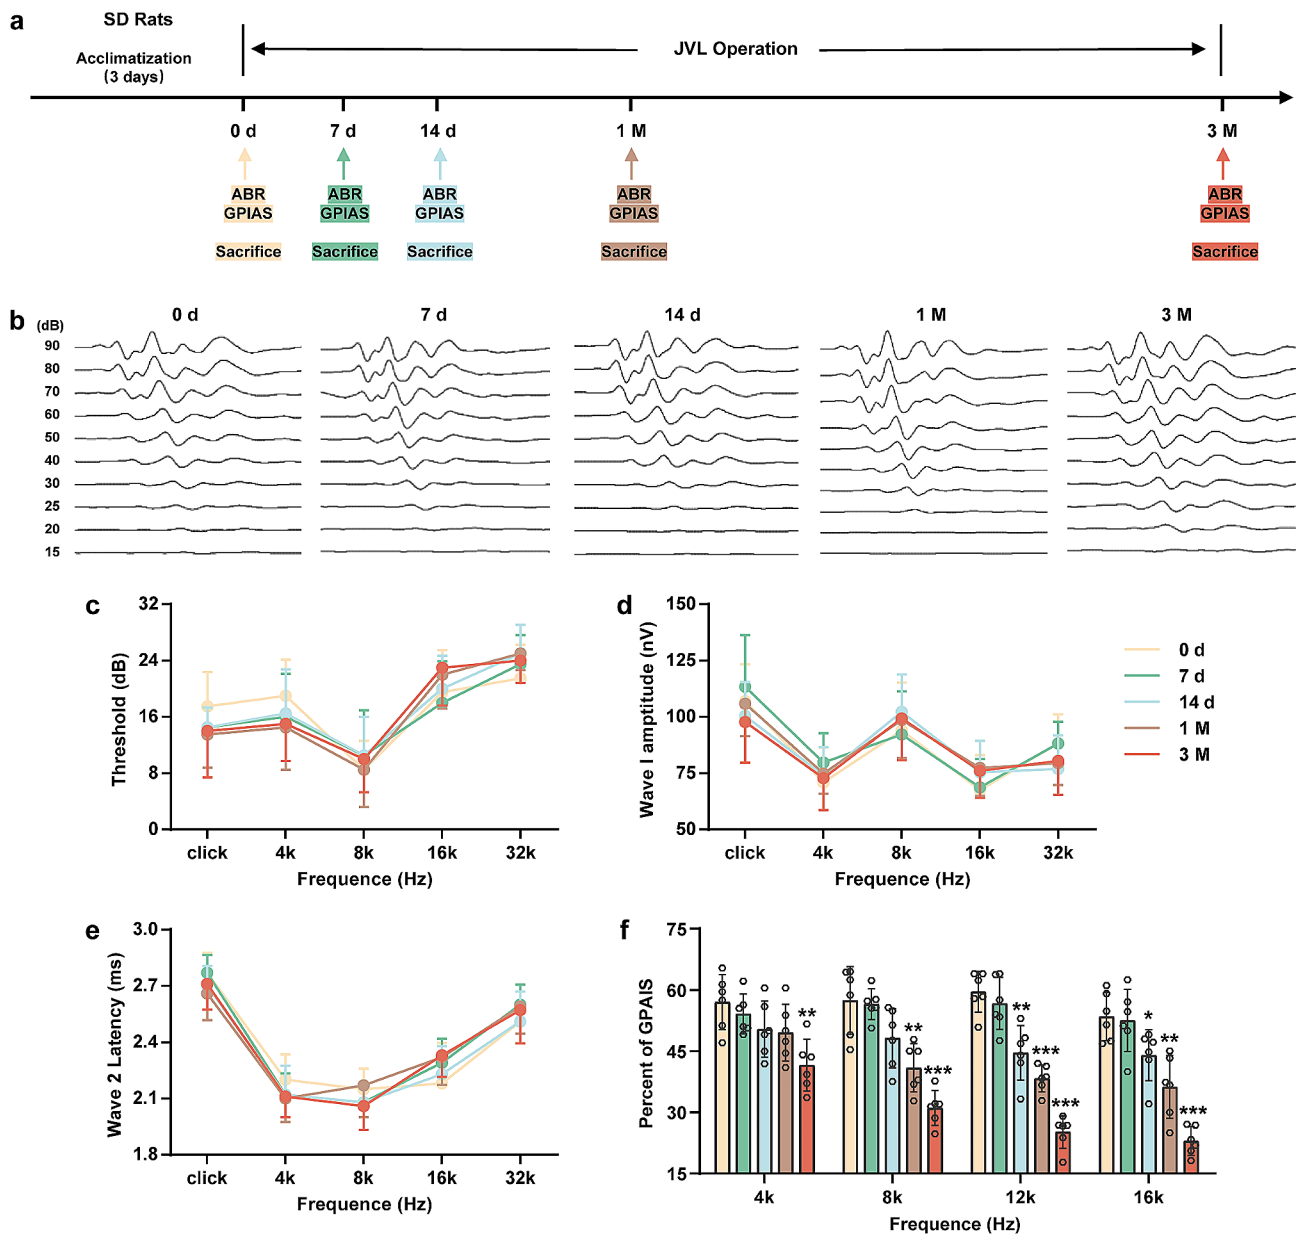 a
SD Rats
Acclimatization
(3 days)
JVL Operation
0 d 7 d 14 d 1 M 3 M
ABR ABR ABR ABR ABR
GPIAS GPIAS GPIAS GPIAS GPIAS
Sacrifice Sacrifice Sacrifice Sacrifice Sacrifice
b
(dB) 0 d 7 d 14 d 1 M 3 M
90
80
70
60
50
40
30
25
20
15
c
Threshold (dB)
32
24
16
8
0
click 4k 8k 16k 32k
Frequence (Hz)
d
Wave I amptitude (nV)
150
125
100
75
50
click 4k 8k 16k 32k
Frequence (Hz)
0 d
7 d
14 d
1 M
3 M
e
Wave 2 Latency (ms)
3.0
2.7
2.4
2.1
1.8
click 4k 8k 16k 32k
Frequence (Hz)
f
Percent of GPAIS
75
60
45
30
15
** ** *** ** *** *** * ** ***
4k 8k 12k 16k
Frequence (Hz)